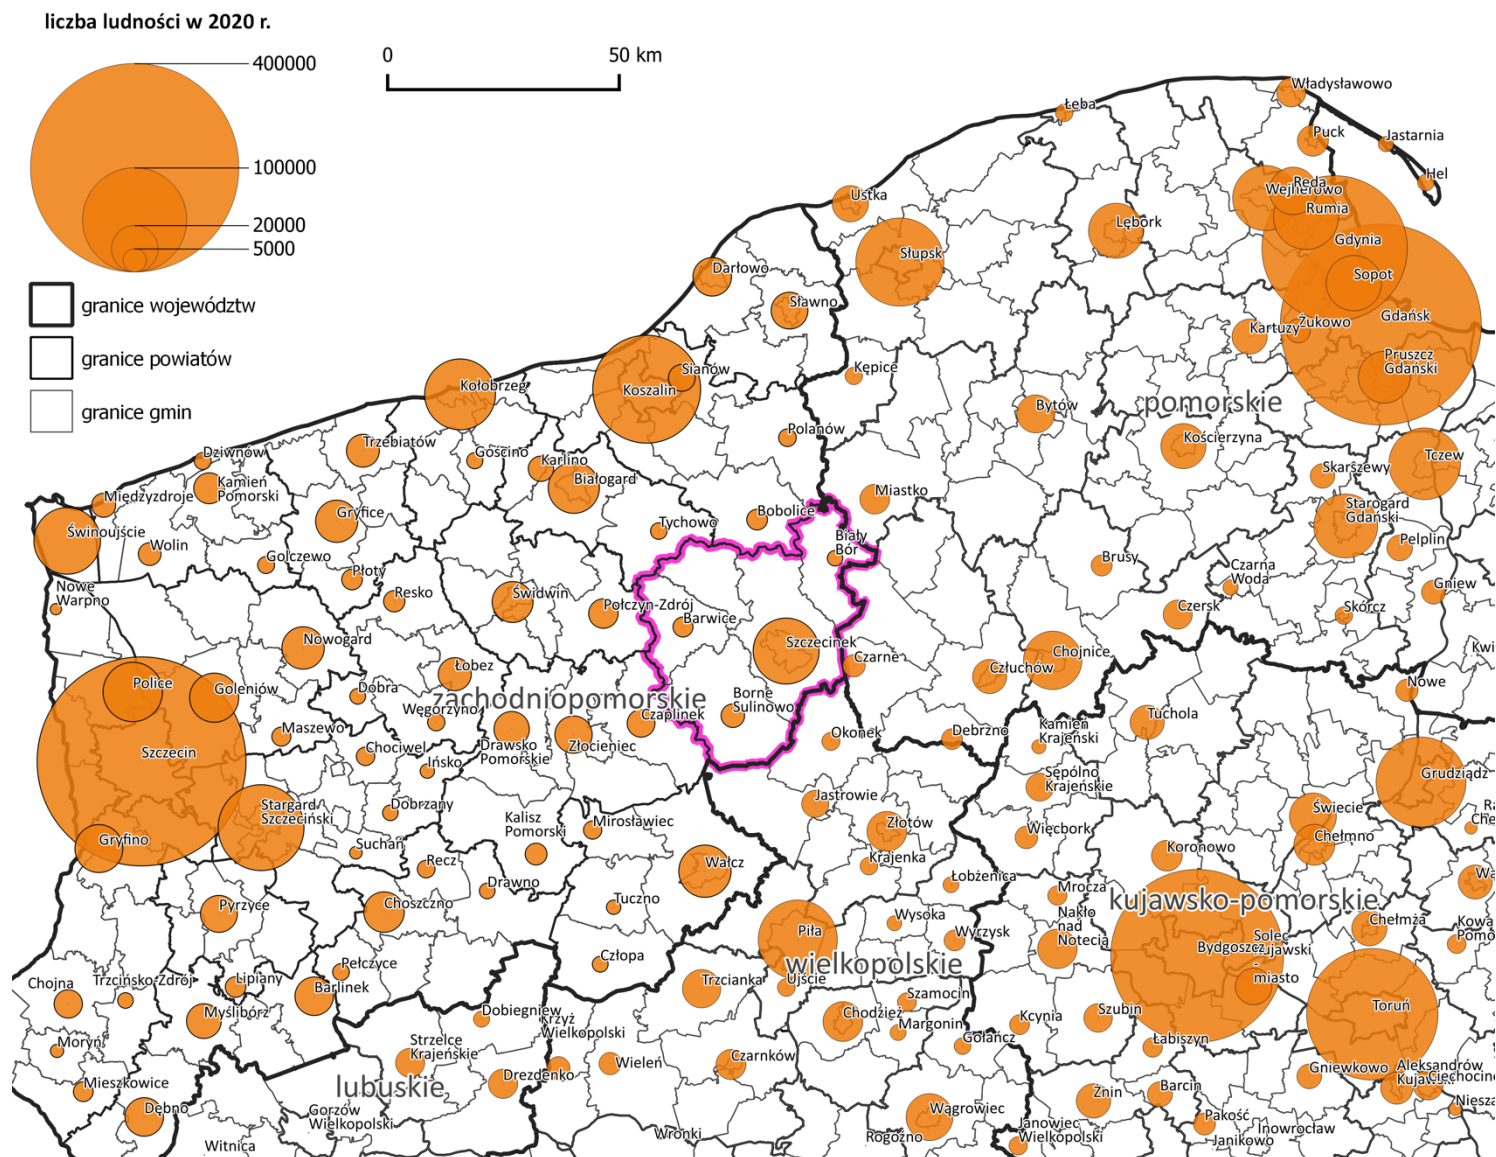 liczba ludności w 2020 r.
400000
100000
20000
5000
0
50 km
granice województw
granice powiatów
granice gmin
Władysławowo
Łeba
Puck
Jastarnia
Hel
Reda
Wejherowo
Rumia
Ustka
Lębork
Gdynia
Słupsk
Sopot
Darłowo
Sławno
Gdańsk
Żukowo
Kartuzy
Pruszcz
Gdański
Kępice
Sianów
Koszalin
Kołobrzeg
pomorskie
Bytów
Polanów
Kościerzyna
Trzebiatów
Gościno
Dziwnów
Karlino
Białogard
Tczew
Skarszewy
Kamień
Pomorski
Międzyzdroje
Miastko
Starogard
Gdański
Gryfice
Bobolice
Tychowo
Świnoujście
Wolin
Biały
Bór
Pelplin
Golczewo
Brusy
Czarna
Woda
Płoty
Nowe
Warpno
Resko
Świdwin
Gniew
Połczyn-Zdrój
Czersk
Skórcz
Barwice
Nowogard
Szczecinek
Chojnice
Kwi
Czarne
Człuchów
Łobez
Police
Goleniów
Dobra
zachodniopomorskie
Borne
Sulinowo
Nowe
Węgorzyno
Czaplinek
Tuchola
Maszewo
Okonek
Debrzno
Kamień
Krajeński
Szczecin
Chociwel
Drawsko
Pomorskie
Złocieniec
Ińsko
Grudziądz
Sępólno
Krajeńskie
Jastrowie
Dobrzany
Stargard
Szczeciński
Kalisz
Pomorski
Mirosławiec
Złotów
Świecie
Więcbork
Chełmno
Gryfino
Suchań
Recz
Wałcz
Krajenka
Koronowo
Łobżenica
Drawno
Mrocza
kujawsko-pomorskie
Pyrzyce
Choszczno
Tuczno
Wysoka
Nakło
nad
Notecią
Chełmża
Piła
Wyrzysk
Bydgoszcz
Solec
Kujawski
-
miasto
Kowa
Pomo
wielkopolskie
Człopa
Pełczyce
Trzcińsko-Zdrój
Lipiany
Chojna
Barlinek
Trzcianka
Ujście
Szamocin
Toruń
Myślibórz
Dobiegniew
Krzyż
Wielkopolski
Chodzież
Margonin
Kcynia
Szubin
Gołańcz
Łabiszyn
Moryń
Strzelce
Krajeńskie
Wieleń
Czarnków
Gniewkowo
Aleksandrów
Kujawski
Ciechocine
Mieszkowice
lubuskie
Drezdenko
Żnin
Barcin
Niesza
Dębno
Gorzów
Wielkopolski
Wągrowiec
Pakość
Janowiec
Wielkopolski
Inowrocław
Janikowo
Witnica
Wronki
Rogoźno